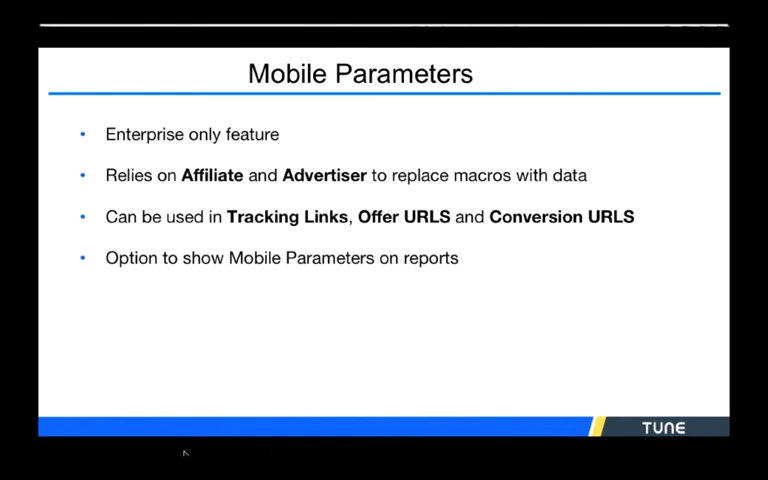 Mobile Parameters
• Enterprise only feature
• Relies on Affiliate and Advertiser to replace macros with data
• Can be used in Tracking Links, Offer URLS and Conversion URLS
• Option to show Mobile Parameters on reports
TUNE